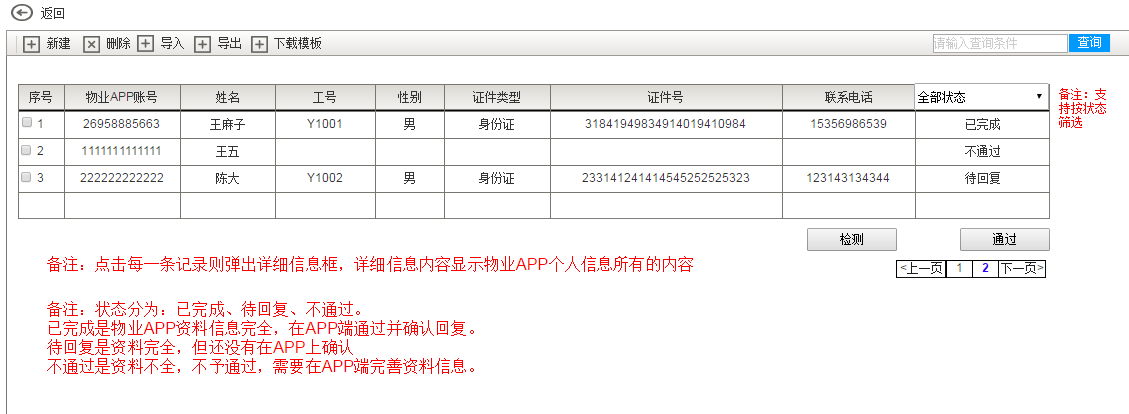 返回
新建 删除 导入 导出 下载模板 请输入查询条件 查询
序号 物业APP账号 姓名 工号 性别 证件类型 证件号 联系电话 全部状态
1 26958885663 王麻子 Y1001 男 身份证 31841949834914019410984 15356986539 已完成
2 1111111111111 王五 不通过
3 222222222222 陈大 Y1002 男 身份证 233141241414545252525323 123143134344 待回复
备注：支
持按状态
筛选
检测 通过
<上一页 1 2 下一页>
备注：点击每一条记录则弹出详细信息框，详细信息内容显示物业APP个人信息所有的内容
备注：状态分为：已完成、待回复、不通过。
已完成是物业APP资料信息完全，在APP端通过并确认回复。
待回复是资料完全，但还没有在APP上确认
不通过是资料不全，不予通过，需要在APP端完善资料信息。